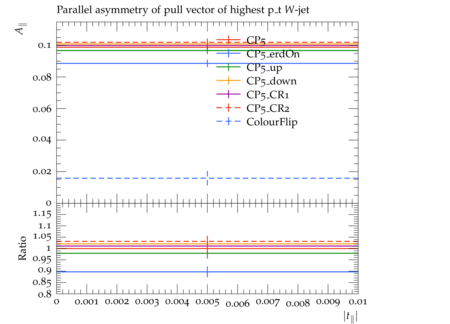 Parallel asymmetry of pull vector of highest p_t W-jet
A∥
0.1
0.08
0.06
0.04
0.02
0
CP5
CP5_erdOn
CP5_up
CP5_down
CP5_CR1
CP5_CR2
ColourFlip
Ratio
1.15
1.1
1.05
1
0.95
0.9
0.85
0.8
0 0.001 0.002 0.003 0.004 0.005 0.006 0.007 0.008 0.009 0.01
|t∥|